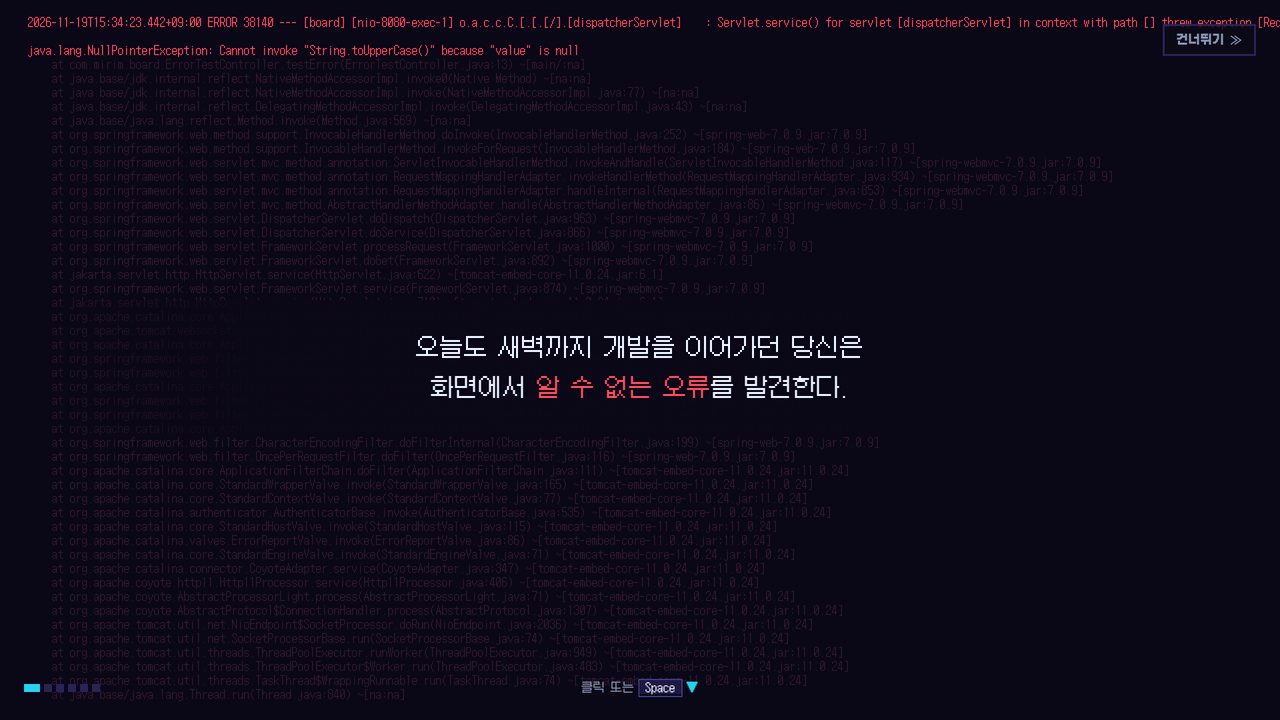 2026-11-19T15:34:23.442+09:00 ERROR 38140 --- [board] [nio-8080-exec-1] o.a.c.c.C.[.[.[/].[dispatcherServlet]    : Servlet.service() for servlet [dispatcherServlet] in context with path [] threw exception [Req
건너뛰기 ≫
java.lang.NullPointerException: Cannot invoke "String.toUpperCase()" because "value" is null
at com.mirim.board.ErrorTestController.testError(ErrorTestController.java:13) ~[main/:na]
at java.base/jdk.internal.reflect.NativeMethodAccessorImpl.invoke0(Native Method) ~[na:na]
at java.base/jdk.internal.reflect.NativeMethodAccessorImpl.invoke(NativeMethodAccessorImpl.java:77) ~[na:na]
at java.base/jdk.internal.reflect.DelegatingMethodAccessorImpl.invoke(DelegatingMethodAccessorImpl.java:43) ~[na:na]
at java.base/java.lang.reflect.Method.invoke(Method.java:569) ~[na:na]
at org.springframework.web.method.support.InvocableHandlerMethod.doInvoke(InvocableHandlerMethod.java:252) ~[spring-web-7.0.9.jar:7.0.9]
at org.springframework.web.method.support.InvocableHandlerMethod.invokeForRequest(InvocableHandlerMethod.java:184) ~[spring-web-7.0.9.jar:7.0.9]
at org.springframework.web.servlet.mvc.method.annotation.ServletInvocableHandlerMethod.invokeAndHandle(ServletInvocableHandlerMethod.java:117) ~[spring-webmvc-7.0.9.jar:7.0.9]
at org.springframework.web.servlet.mvc.method.annotation.RequestMappingHandlerAdapter.invokeHandlerMethod(RequestMappingHandlerAdapter.java:934) ~[spring-webmvc-7.0.9.jar:7.0.9]
at org.springframework.web.servlet.mvc.method.annotation.RequestMappingHandlerAdapter.handleInternal(RequestMappingHandlerAdapter.java:853) ~[spring-webmvc-7.0.9.jar:7.0.9]
at org.springframework.web.servlet.mvc.method.AbstractHandlerMethodAdapter.handle(AbstractHandlerMethodAdapter.java:86) ~[spring-webmvc-7.0.9.jar:7.0.9]
at org.springframework.web.servlet.DispatcherServlet.doDispatch(DispatcherServlet.java:963) ~[spring-webmvc-7.0.9.jar:7.0.9]
at org.springframework.web.servlet.DispatcherServlet.doService(DispatcherServlet.java:866) ~[spring-webmvc-7.0.9.jar:7.0.9]
at org.springframework.web.servlet.FrameworkServlet.processRequest(FrameworkServlet.java:1000) ~[spring-webmvc-7.0.9.jar:7.0.9]
at org.springframework.web.servlet.FrameworkServlet.doGet(FrameworkServlet.java:892) ~[spring-webmvc-7.0.9.jar:7.0.9]
at jakarta.servlet.http.HttpServlet.service(HttpServlet.java:622) ~[tomcat-embed-core-11.0.24.jar:6.1]
at org.springframework.web.servlet.FrameworkServlet.service(FrameworkServlet.java:874) ~[spring-webmvc-7.0.9.jar:7.0.9]
at jakarta.servlet.http
at org.apache.catalina.core
at org.apache.tomcat
at org.apache.catalina.core
오늘도 새벽까지 개발을 이어가던 당신은
화면에서 알 수 없는 오류를 발견한다.
at org.springframework.web.filter.CharacterEncodingFilter.doFilterInternal(CharacterEncodingFilter.java:199) ~[spring-web-7.0.9.jar:7.0.9]
at org.springframework.web.filter.OncePerRequestFilter.doFilter(OncePerRequestFilter.java:116) ~[spring-web-7.0.9.jar:7.0.9]
at org.apache.catalina.core.ApplicationFilterChain.doFilter(ApplicationFilterChain.java:111) ~[tomcat-embed-core-11.0.24.jar:11.0.24]
at org.apache.catalina.core.StandardWrapperValve.invoke(StandardWrapperValve.java:165) ~[tomcat-embed-core-11.0.24.jar:11.0.24]
at org.apache.catalina.core.StandardContextValve.invoke(StandardContextValve.java:77) ~[tomcat-embed-core-11.0.24.jar:11.0.24]
at org.apache.catalina.authenticator.AuthenticatorBase.invoke(AuthenticatorBase.java:535) ~[tomcat-embed-core-11.0.24.jar:11.0.24]
at org.apache.catalina.core.StandardHostValve.invoke(StandardHostValve.java:115) ~[tomcat-embed-core-11.0.24.jar:11.0.24]
at org.apache.catalina.valves.ErrorReportValve.invoke(ErrorReportValve.java:86) ~[tomcat-embed-core-11.0.24.jar:11.0.24]
at org.apache.catalina.core.StandardEngineValve.invoke(StandardEngineValve.java:71) ~[tomcat-embed-core-11.0.24.jar:11.0.24]
at org.apache.catalina.connector.CoyoteAdapter.service(CoyoteAdapter.java:347) ~[tomcat-embed-core-11.0.24.jar:11.0.24]
at org.apache.coyote.http11.Http11Processor.service(Http11Processor.java:406) ~[tomcat-embed-core-11.0.24.jar:11.0.24]
at org.apache.coyote.AbstractProcessorLight.process(AbstractProcessorLight.java:71) ~[tomcat-embed-core-11.0.24.jar:11.0.24]
at org.apache.coyote.AbstractProtocol$ConnectionHandler.process(AbstractProtocol.java:1307) ~[tomcat-embed-core-11.0.24.jar:11.0.24]
at org.apache.tomcat.util.net.NioEndpoint$SocketProcessor.doRun(NioEndpoint.java:2036) ~[tomcat-embed-core-11.0.24.jar:11.0.24]
at org.apache.tomcat.util.net.SocketProcessorBase.run(SocketProcessorBase.java:74) ~[tomcat-embed-core-11.0.24.jar:11.0.24]
at org.apache.tomcat.util.threads.ThreadPoolExecutor.runWorker(ThreadPoolExecutor.java:949) ~[tomcat-embed-core-11.0.24.jar:11.0.24]
at org.apache.tomcat.util.threads.ThreadPoolExecutor$Worker.run(ThreadPoolExecutor.java:483) ~[tomcat-embed-core-11.0.24.jar:11.0.24]
at org.apache.tomcat.util.threads.TaskThread$WrappingRunnable.run(TaskThread.java:74) ~[tomcat-embed-core-11.0.24.jar:11.0.24]
at java.base/java.lang.Thread.run(Thread.java:840) ~[na:na]
클릭 또는 Space ▼